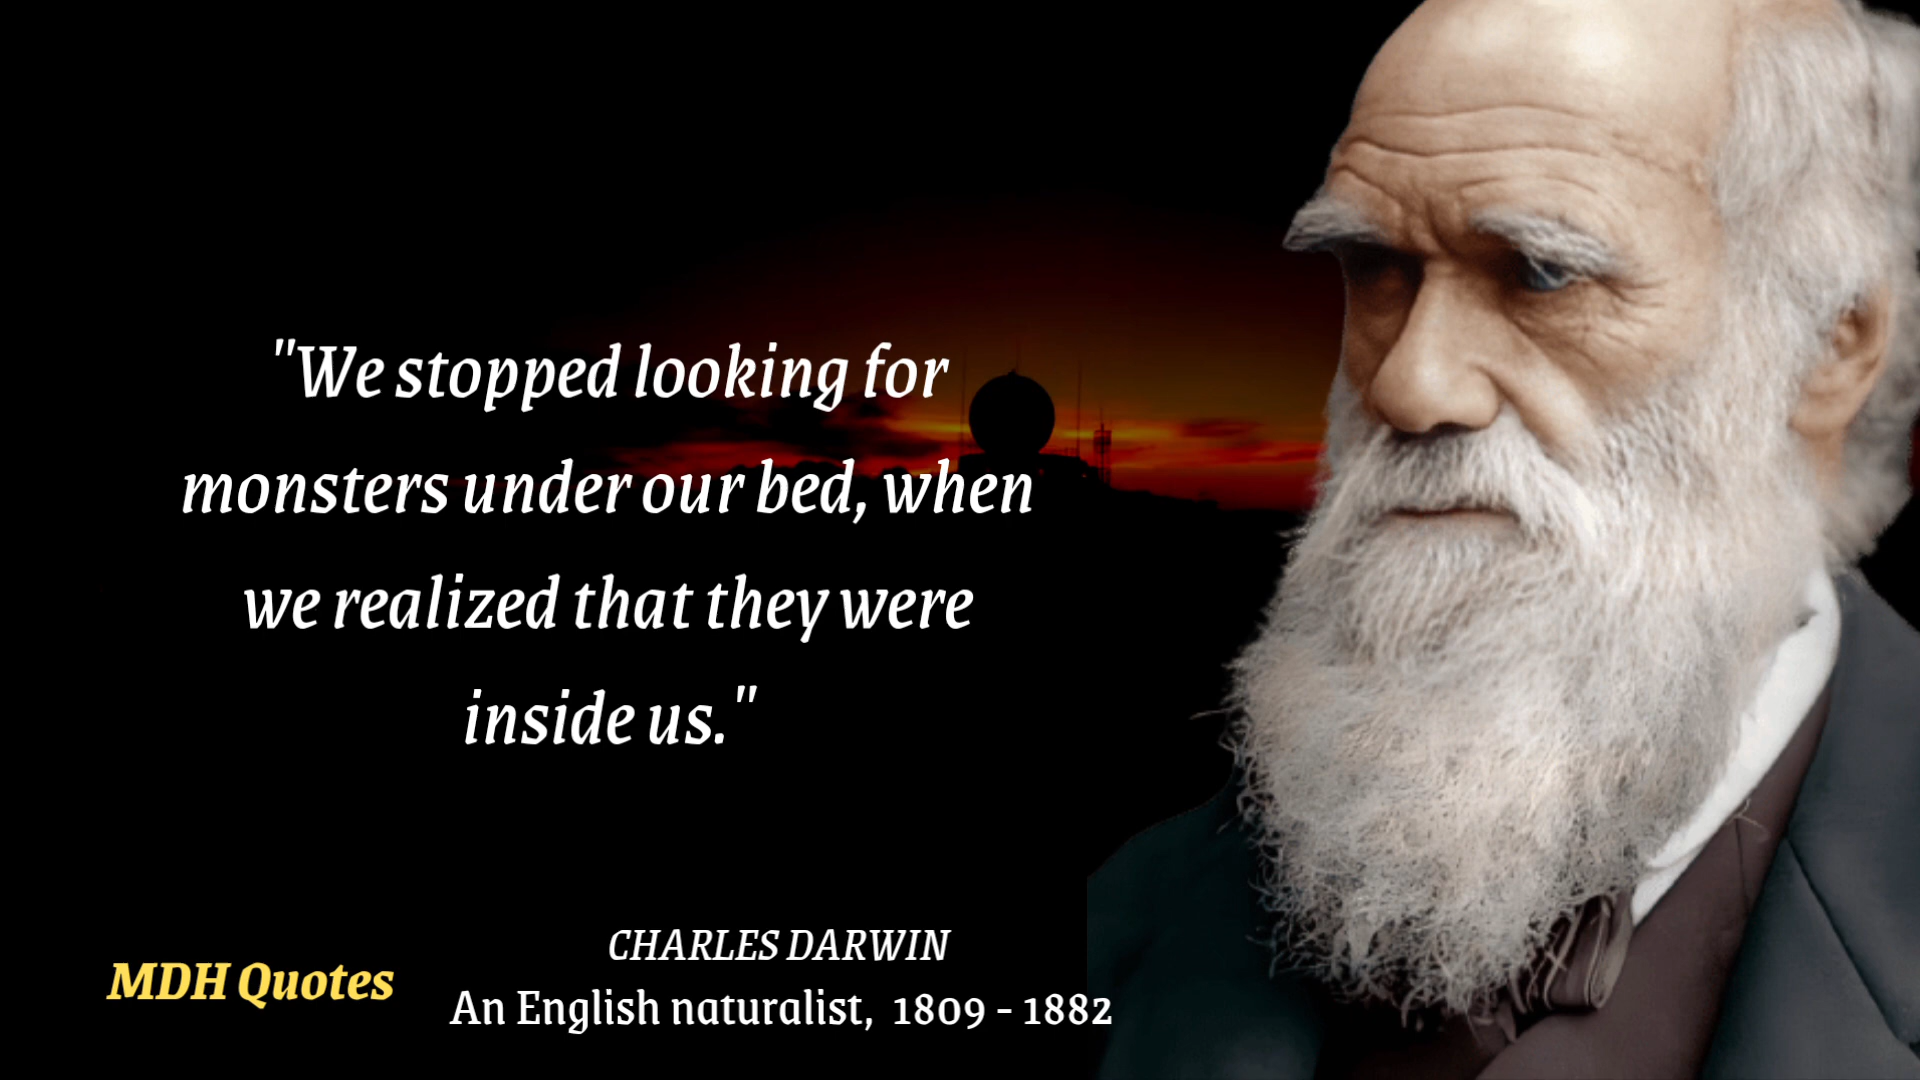 "We stopped looking for
monsters under our bed, when
we realized that they were
inside us."
CHARLES DARWIN
MDH Quotes
An English naturalist, 1809 - 1882